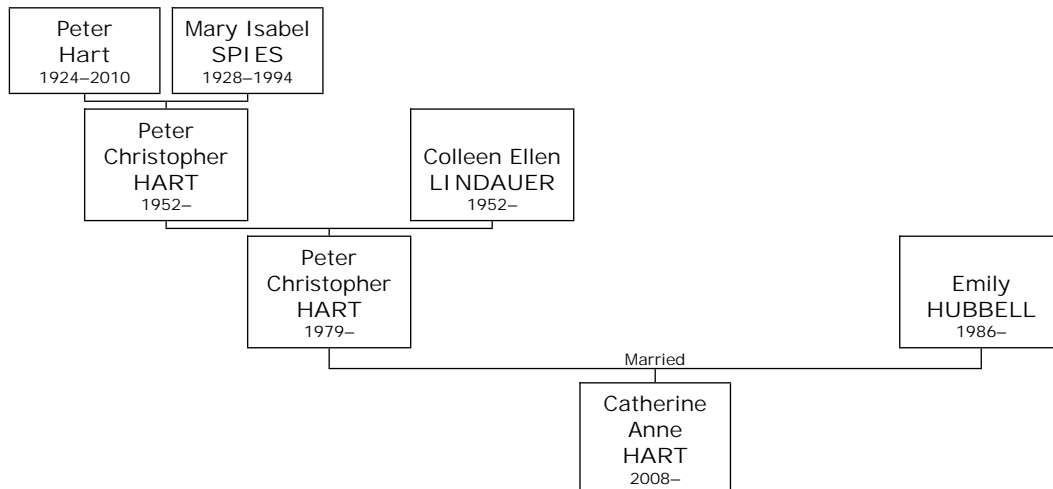 Peter
Hart
1924–2010
Mary Isabel
SPIES
1928–1994
Peter
Christopher
HART
1952–
Colleen Ellen
LINDAUER
1952–
Peter
Christopher
HART
1979–
Emily
HUBBELL
1986–
Married
Catherine
Anne
HART
2008–